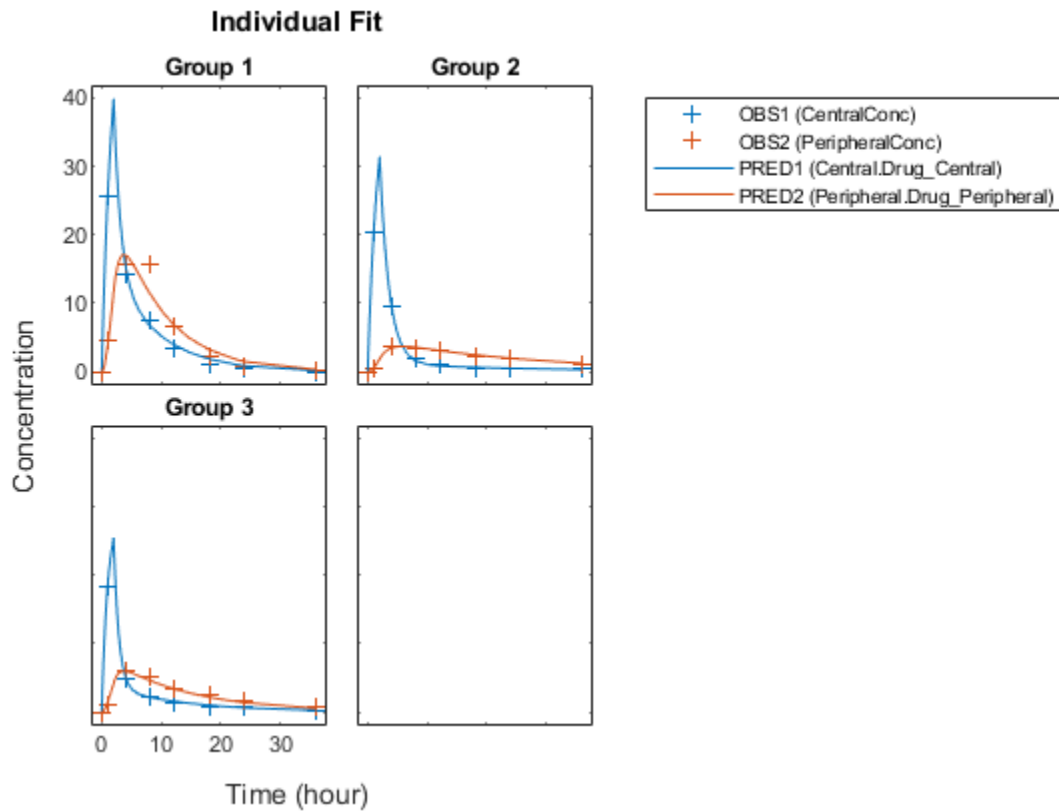 Individual Fit
Group 1
Group 2
OBS1 (CentralConc)
OBS2 (PeripheralConc)
PRED1 (Central.Drug_Central)
PRED2 (Peripheral.Drug_Peripheral)
40
30
20
10
0
Group 3
Concentration
0 10 20 30
Time (hour)